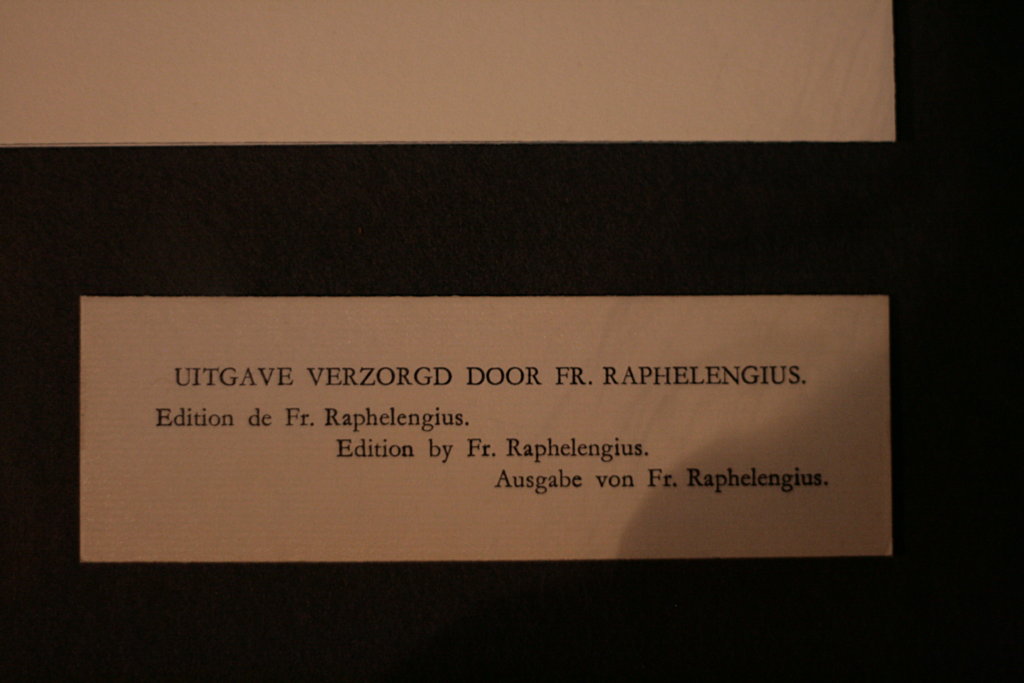 UITGAVE VERZORGD DOOR FR. RAPHELENGIUS.
Edition de Fr. Raphelengius.
Edition by Fr. Raphelengius.
Ausgabe von Fr. Raphelengius.